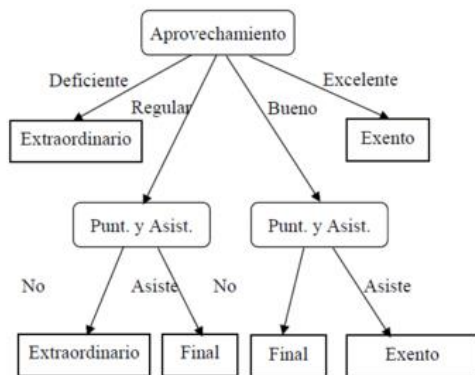 Aprovechamiento
Deficiente
Excelente
Regular
Bueno
Extraordinario
Exento
Punt. y Asist.
Punt. y Asist.
No
Asiste
No
Asiste
Extraordinario
Final
Final
Exento